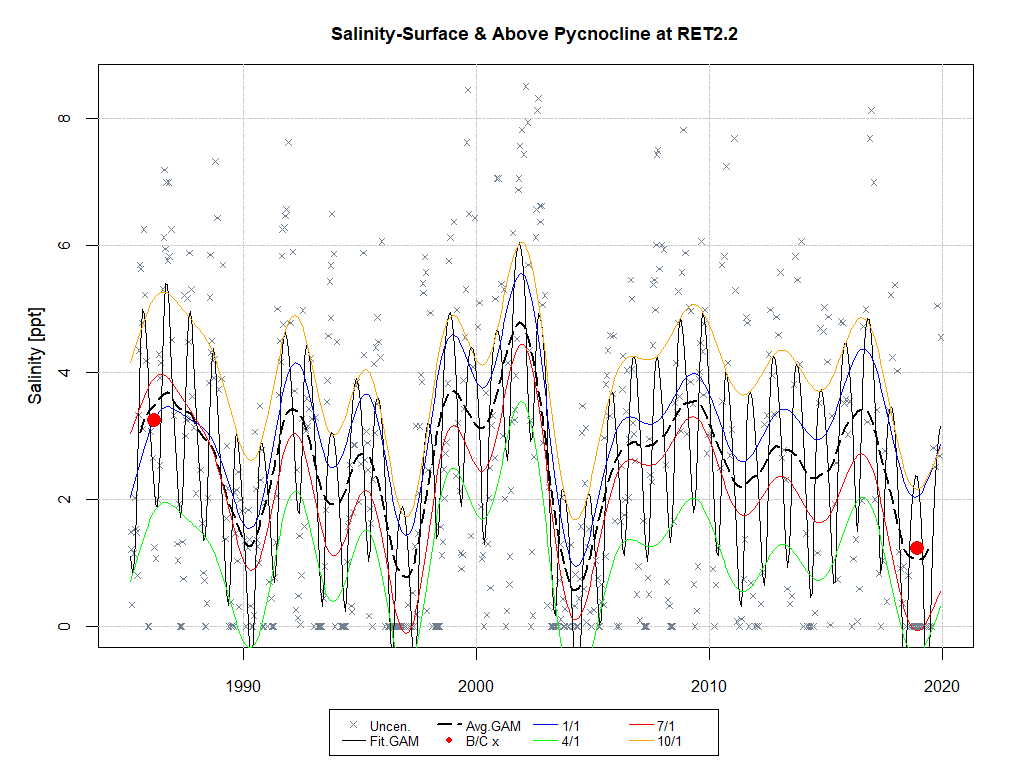 Salinity-Surface & Above Pycnocline at RET2.2
Salinity [ppt]
8
6
4
2
0
1990 2000 2010 2020
Uncen. Avg.GAM 1/1 7/1
Fit.GAM B/C x 4/1 10/1